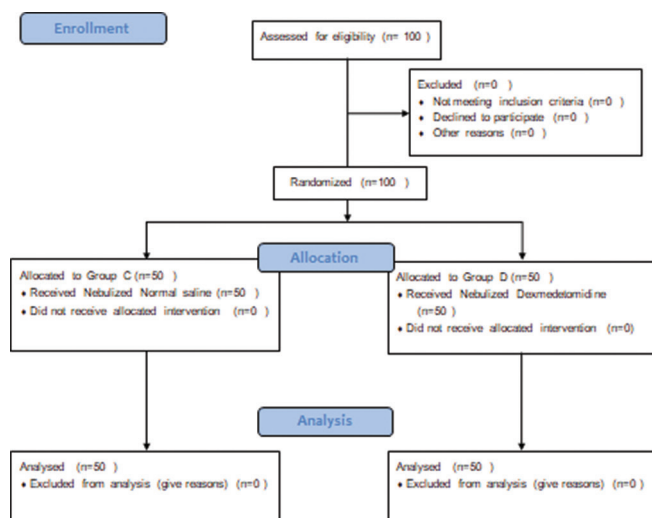 Enrollment
Assessed for eligibility (n= 100 )
Excluded (n=0 )
♦ Not meeting inclusion criteria (n=0 )
♦ Declined to participate (n=0 )
♦ Other reasons (n=0 )
Randomized (n=100 )
Allocation
Allocated to Group C (n=50 )
♦ Received Nebulized Normal saline (n=50 )
♦ Did not receive allocated intervention (n=0 )
Allocated to Group D (n=50 )
♦ Received Nebulized Dexmedetomidine
(n=50 )
♦ Did not receive allocated intervention (n=0)
Analysis
Analysed (n=50 )
♦ Excluded from analysis (give reasons) (n=0 )
Analysed (n=50 )
♦ Excluded from analysis (give reasons) (n=0 )